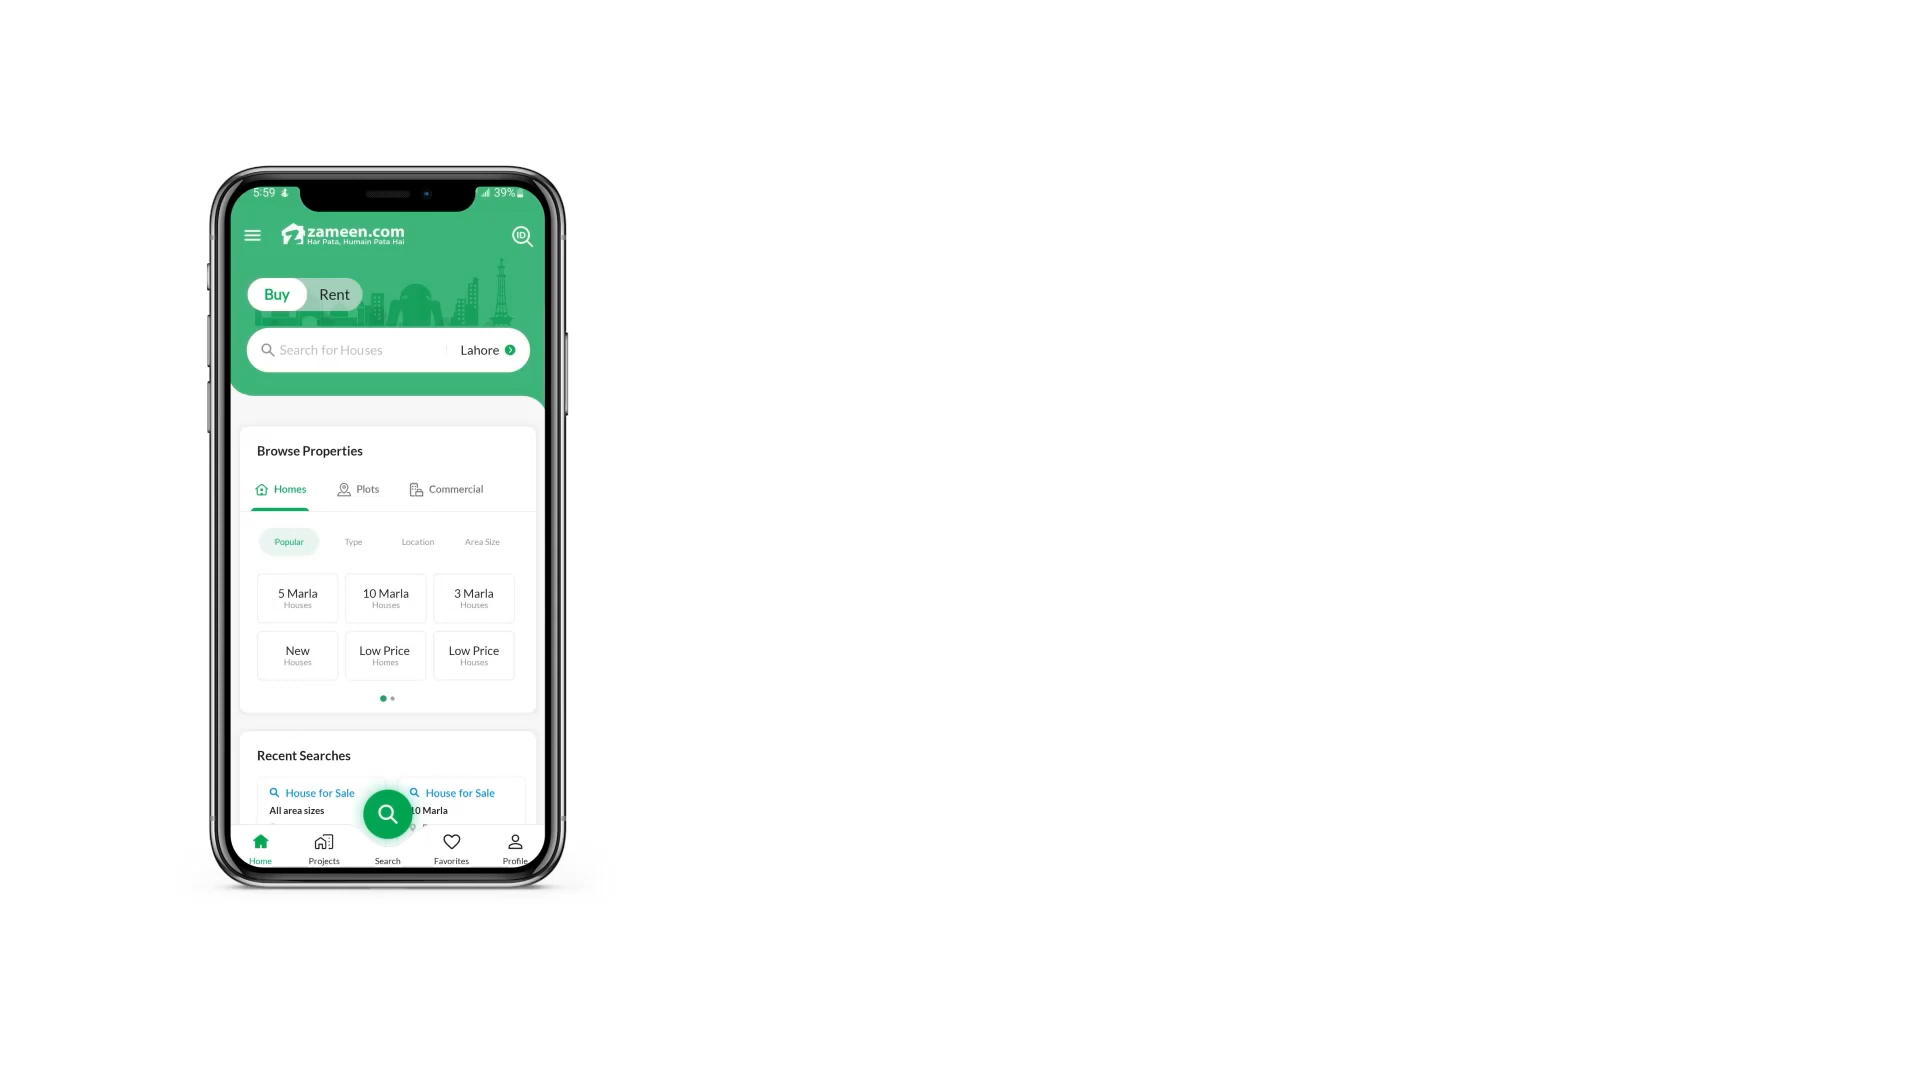 5:59
39%
zameen.com
Har Pata, Humain Pata Hai
ID
Buy Rent
Search for Houses Lahore
Browse Properties
Homes Plots Commercial
Popular Type Location Area Size
5 Marla 10 Marla 3 Marla
Houses Houses Houses
New Low Price Low Price
Houses Homes Houses
Recent Searches
House for Sale House for Sale
All area sizes 10 Marla
Home Projects Search Favorites Profile